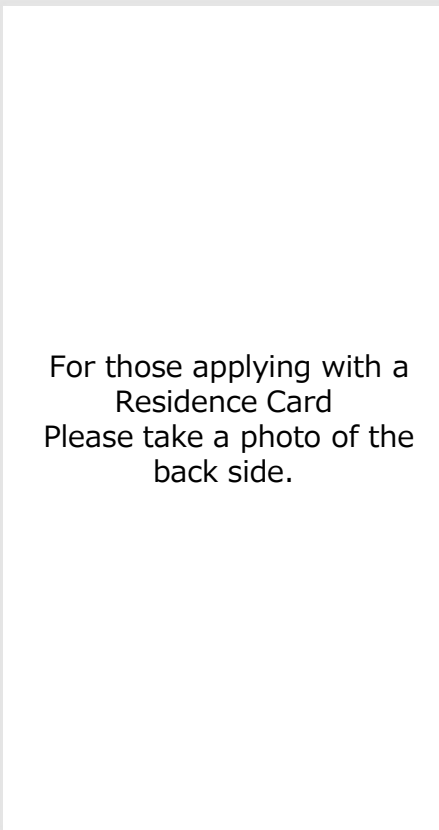 For those applying with a
Residence Card
Please take a photo of the
back side.